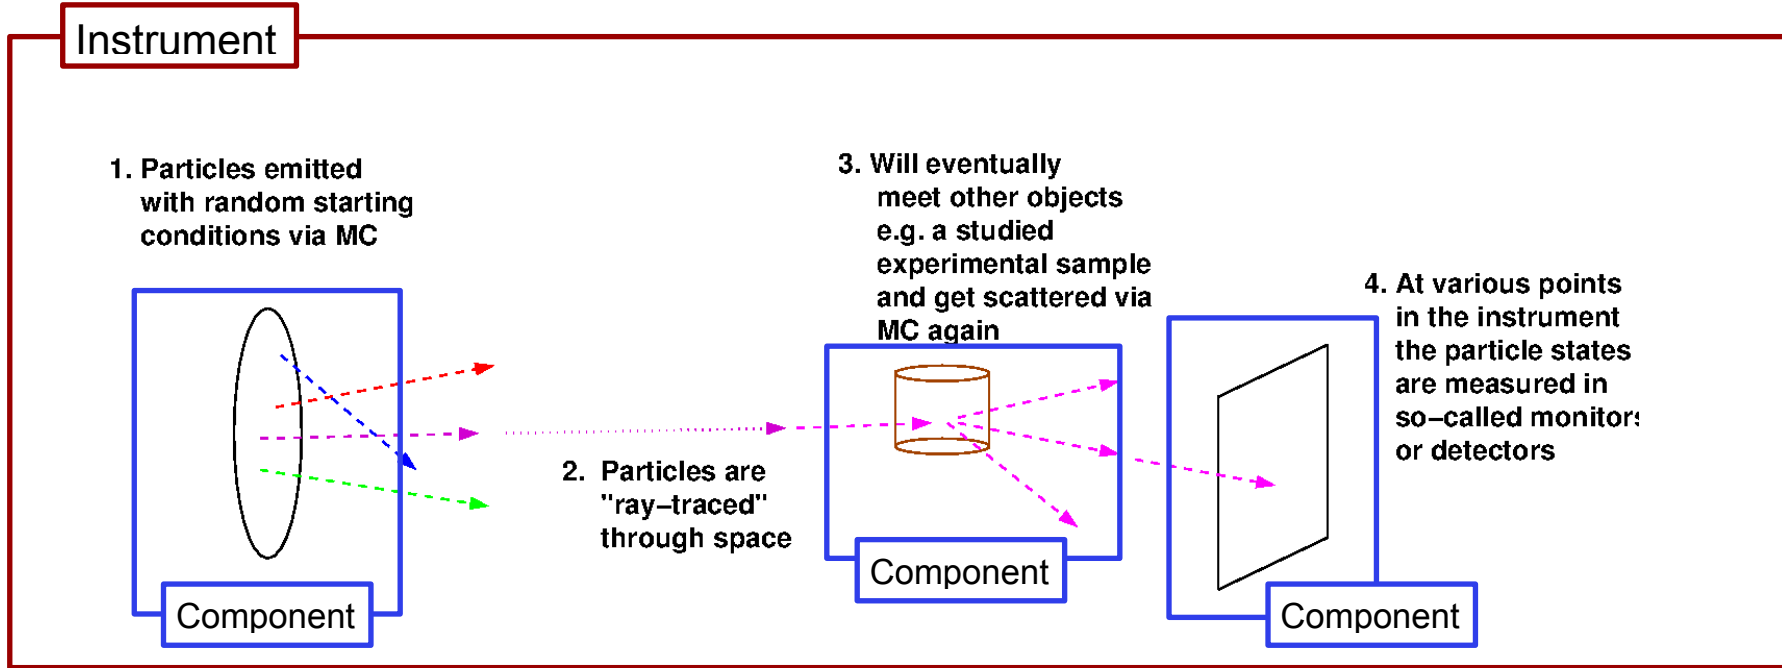 Instrument
1. Particles emitted
with random starting
conditions via MC
Component
2. Particles are
"ray–traced"
through space
3. Will eventually
meet other objects
e.g. a studied
experimental sample
and get scattered via
MC again
Component
4. At various points
in the instrument
the particle states
are measured in
so–called monitors
or detectors
Component